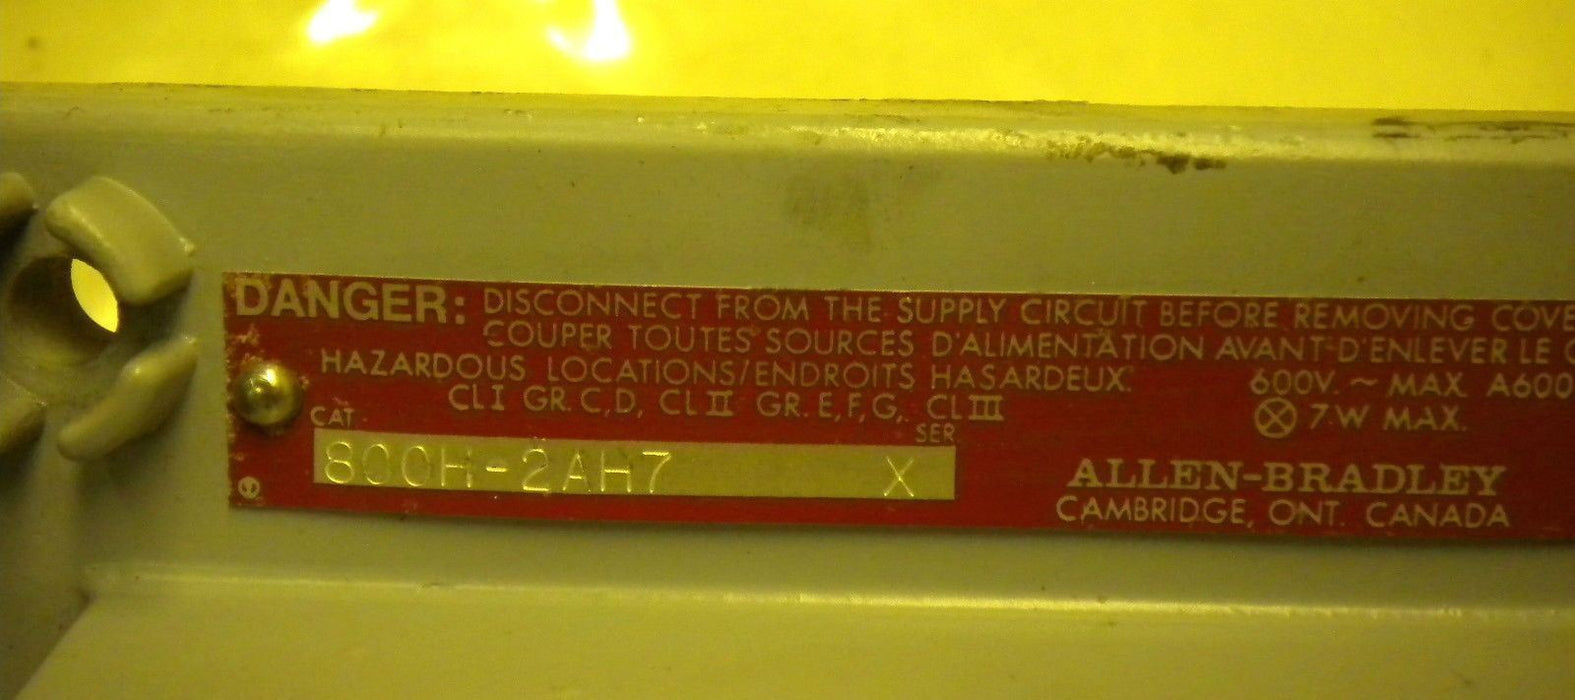 DANGER: DISCONNECT FROM THE SUPPLY CIRCUIT BEFORE REMOVING COVE
COUPER TOUTES SOURCES D'ALIMENTATION AVANT D'ENLEVER LE
HAZARDOUS LOCATIONS/ENDROITS HASARDEUX. 600V. ~ MAX. A600
CL I GR. C,D, CL II GR. E,F,G, CL III ⊗ 7 W MAX.
CAT. SER.
800H-2AH7 X
ALLEN-BRADLEY
CAMBRIDGE, ONT. CANADA